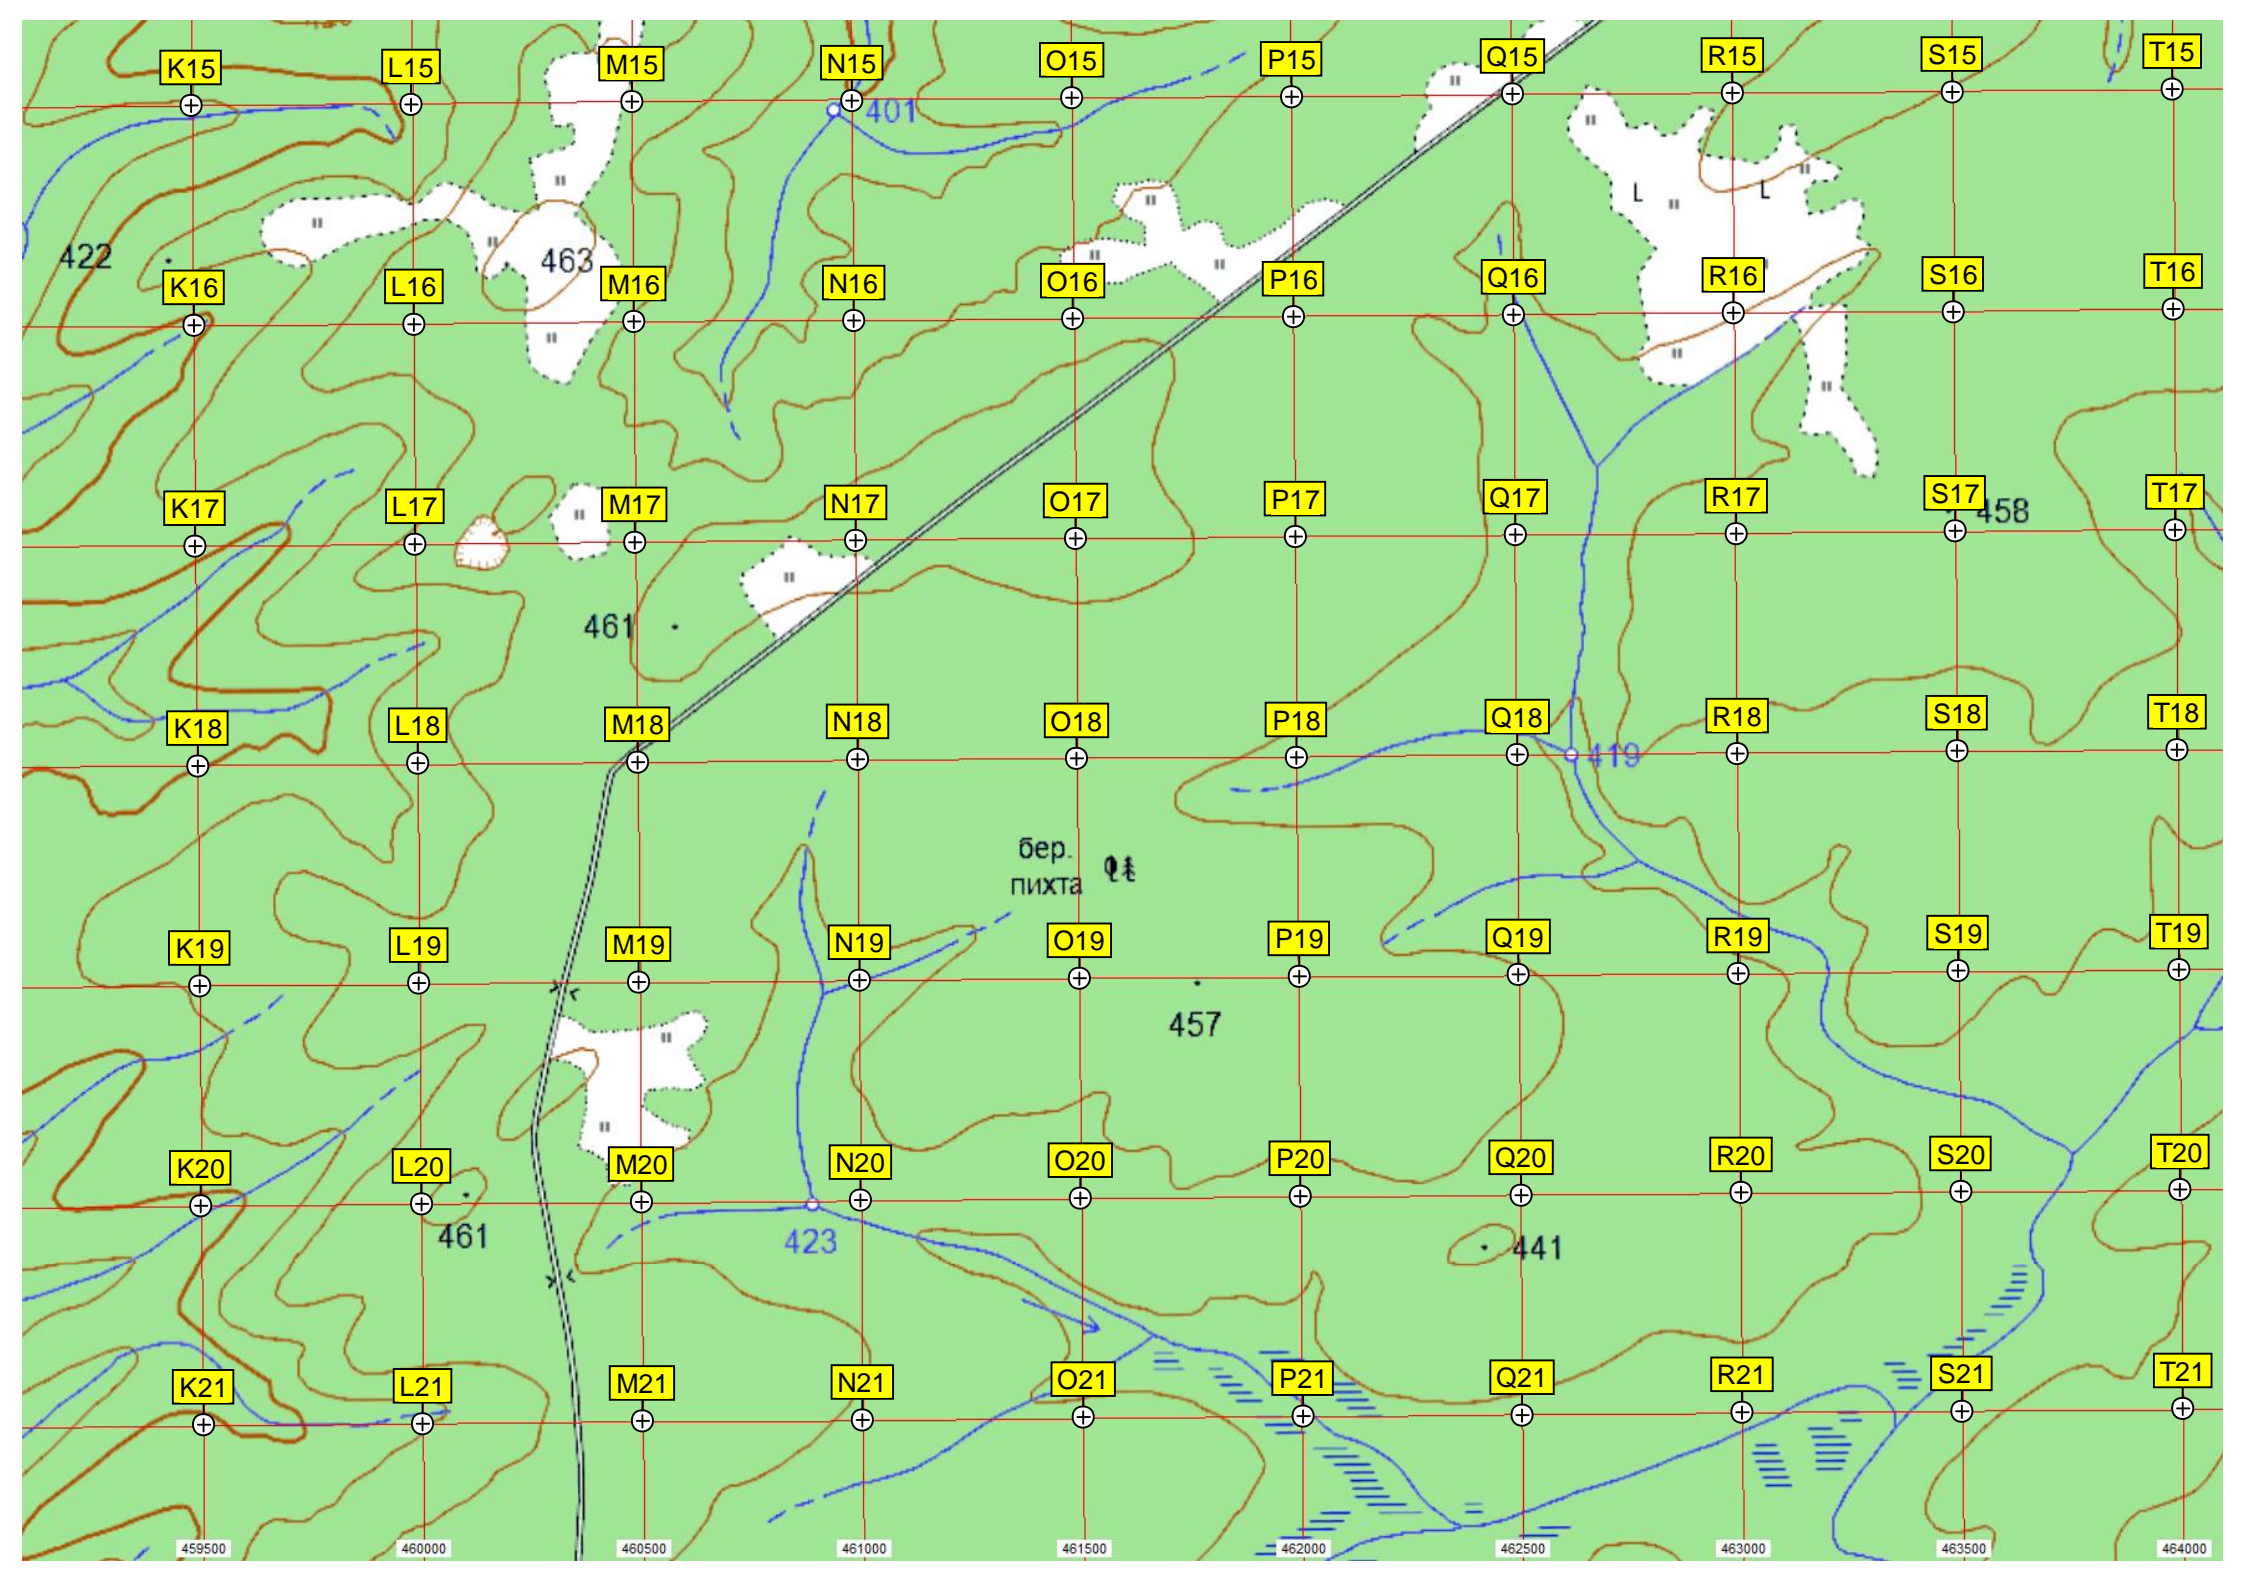 K15 L15 M15 N15 O15 P15 Q15 R15 S15 T15
401
L L
422 463
K16 L16 M16 N16 O16 P16 Q16 R16 S16 T16
K17 L17 M17 N17 O17 P17 Q17 R17 S17 T17
458
461
K18 L18 M18 N18 O18 P18 Q18 R18 S18 T18
419
бер.
пихта
K19 L19 M19 N19 O19 P19 Q19 R19 S19 T19
457
K20 L20 M20 N20 O20 P20 Q20 R20 S20 T20
461 423 441
K21 L21 M21 N21 O21 P21 Q21 R21 S21 T21
459500 460000 460500 461000 461500 462000 462500 463000 463500 464000